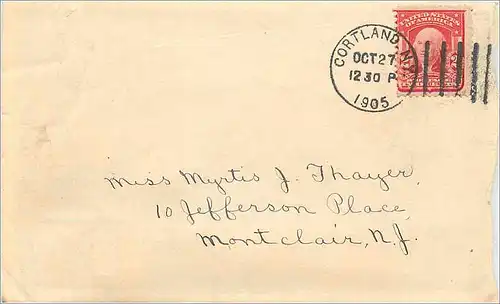 UNITED STATES
OF AMERICA
CORTLAND, N.Y.
OCT 27
12 30 P
1905
Miss Myrtis J. Thayer,
10 Jefferson Place,
Montclair, N.J.